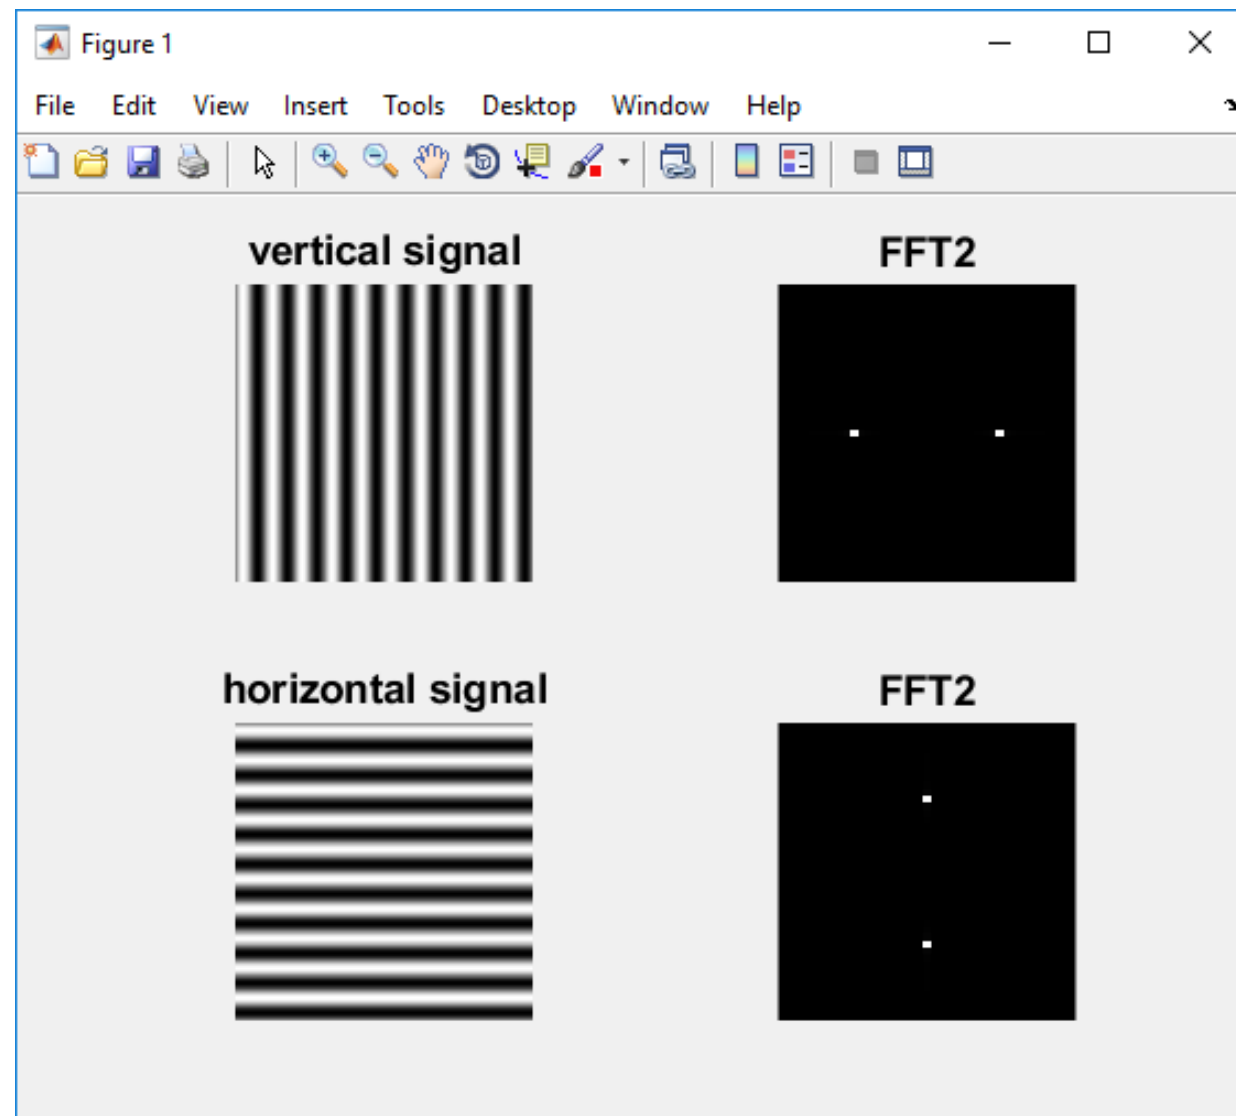 Figure 1
File Edit View Insert Tools Desktop Window Help
vertical signal
FFT2
horizontal signal
FFT2